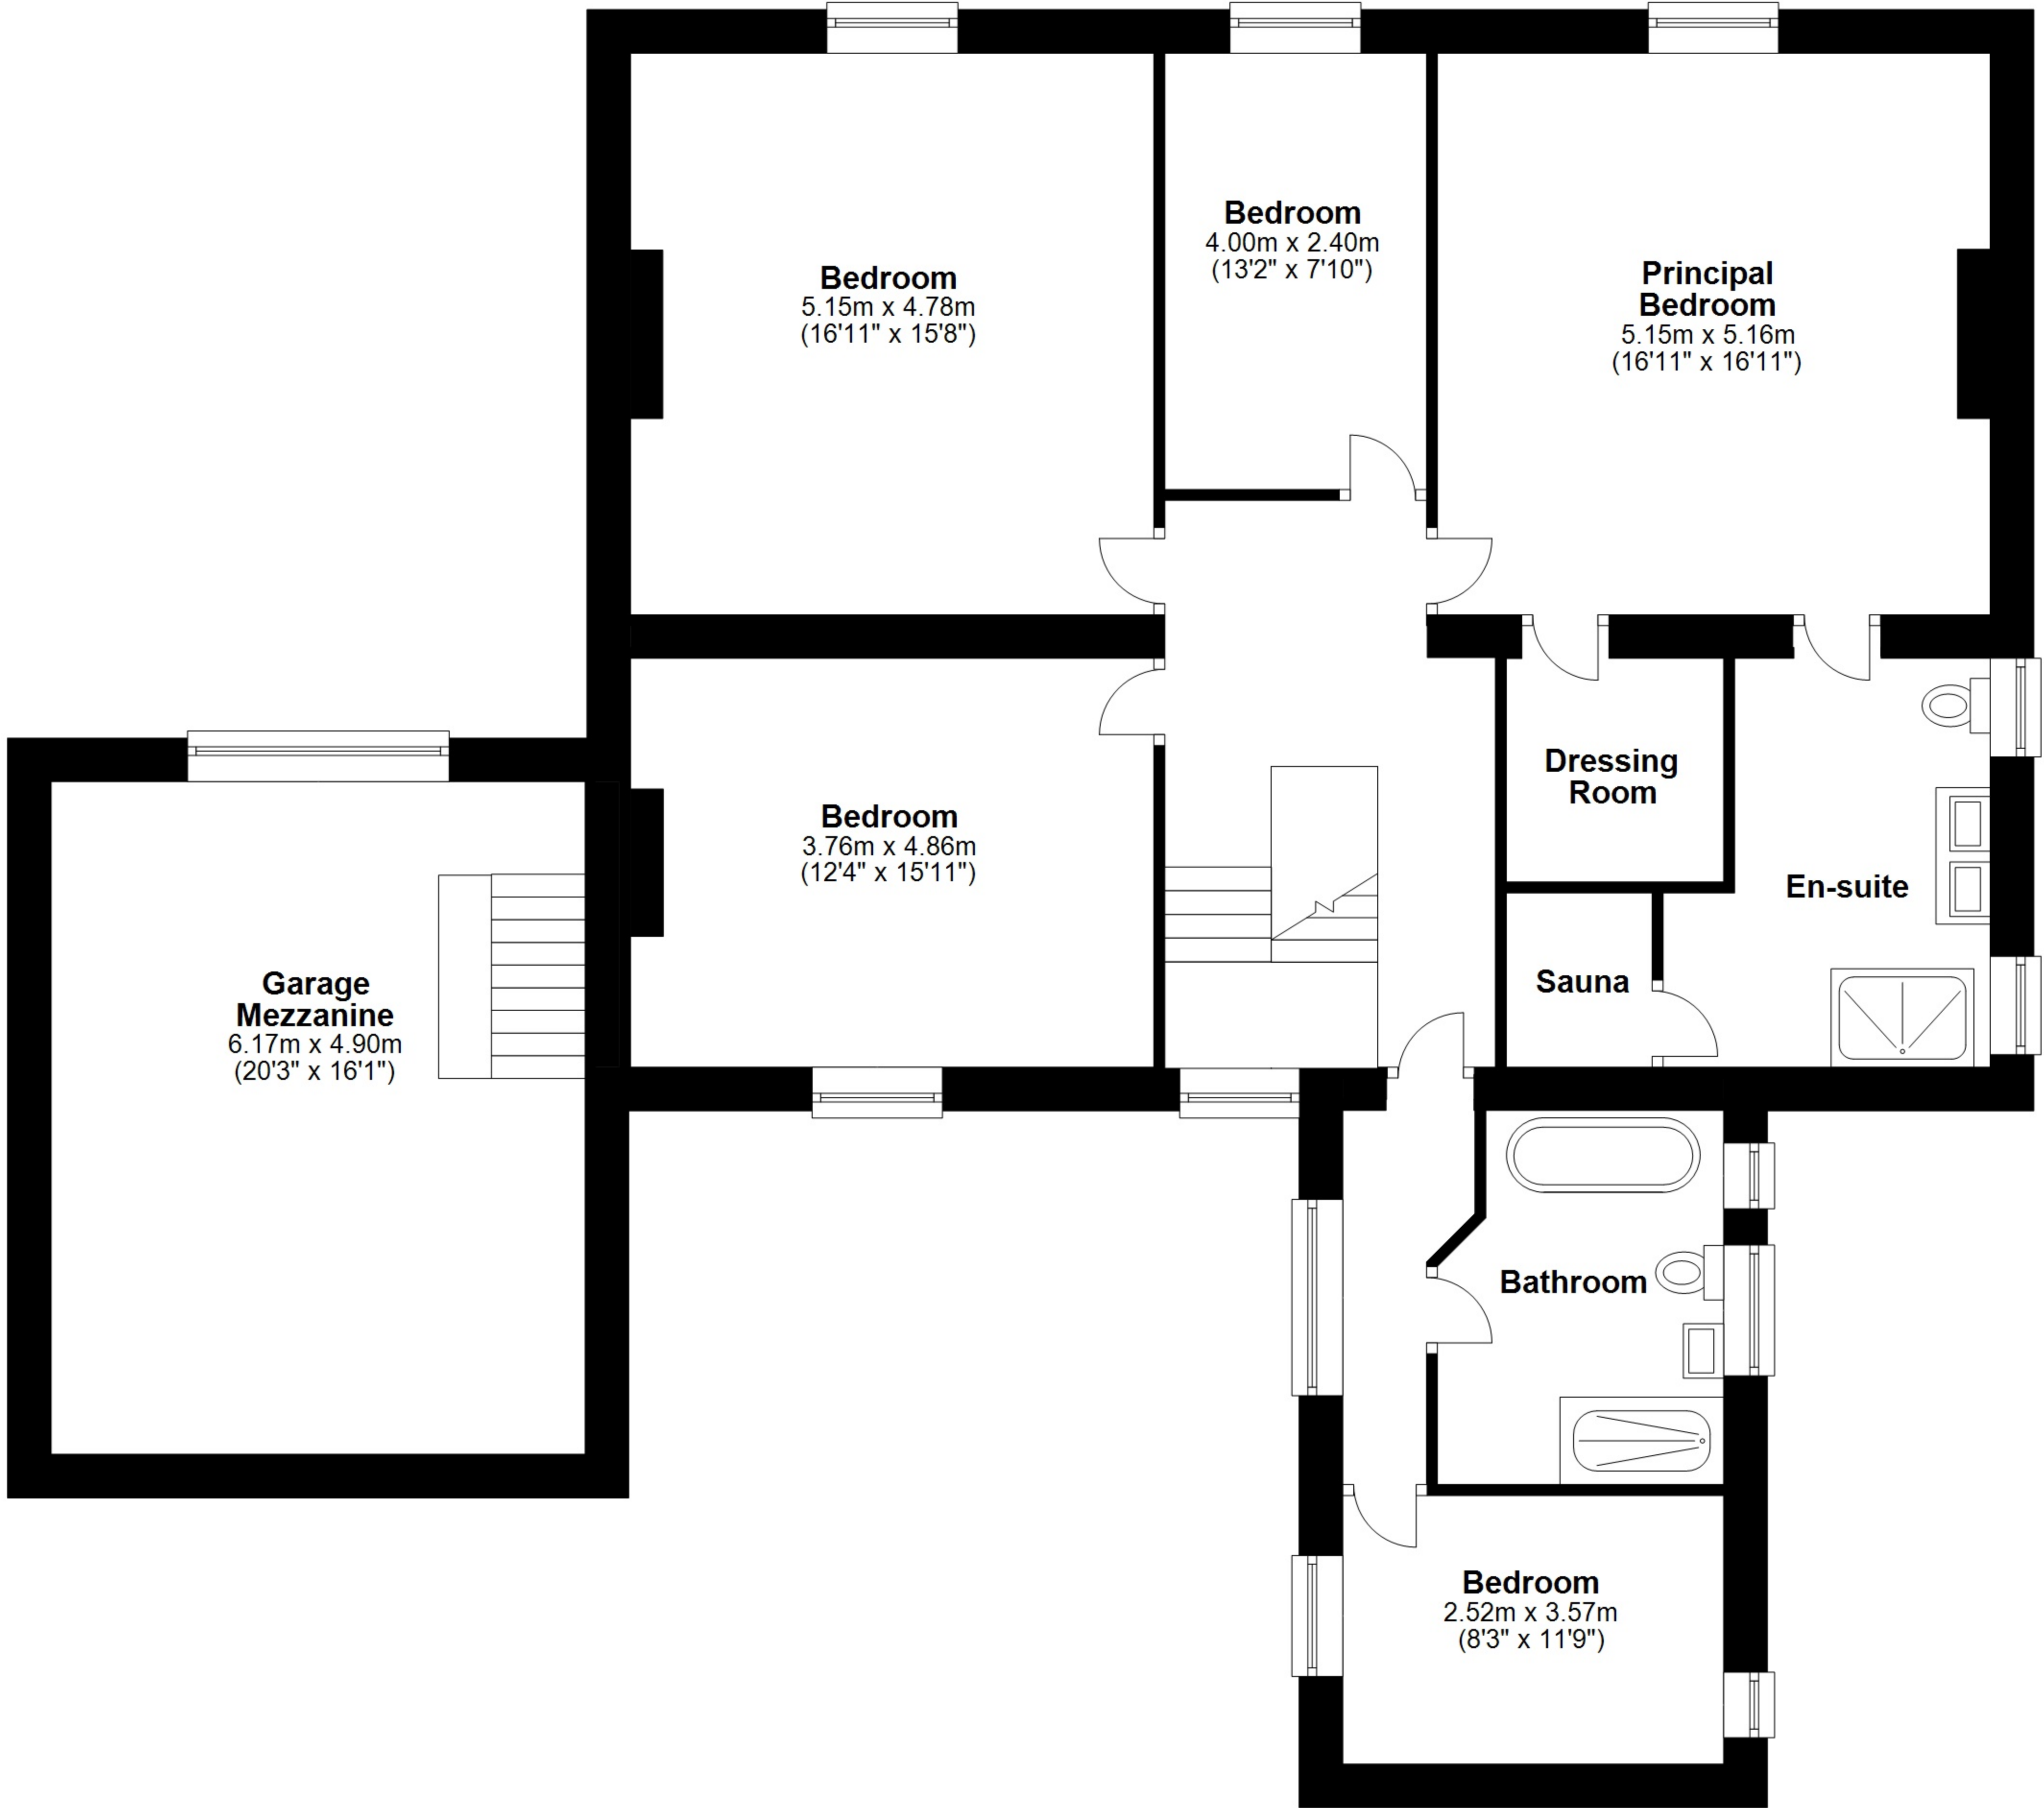 Bedroom
4.00m x 2.40m
(13'2" x 7'10")
Bedroom
5.15m x 4.78m
(16'11" x 15'8")
Principal
Bedroom
5.15m x 5.16m
(16'11" x 16'11")
Dressing
Room
Bedroom
3.76m x 4.86m
(12'4" x 15'11")
En-suite
Sauna
Garage
Mezzanine
6.17m x 4.90m
(20'3" x 16'1")
Bathroom
Bedroom
2.52m x 3.57m
(8'3" x 11'9")